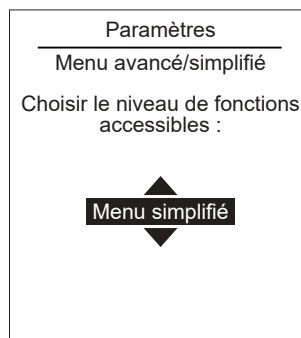 Paramètres
Menu avancé/simplifié
Choisir le niveau de fonctions
accessibles :
Menu simplifié